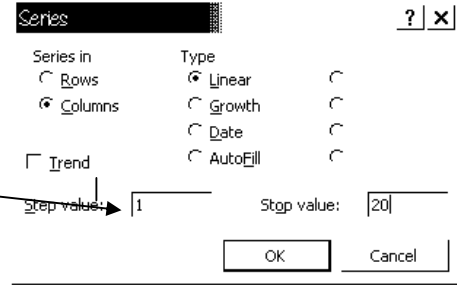 Series ? x
Series in Type
Rows Linear
Columns Growth
Date
Trend AutoFill
Step value: 1 Stop value: 20
OK Cancel